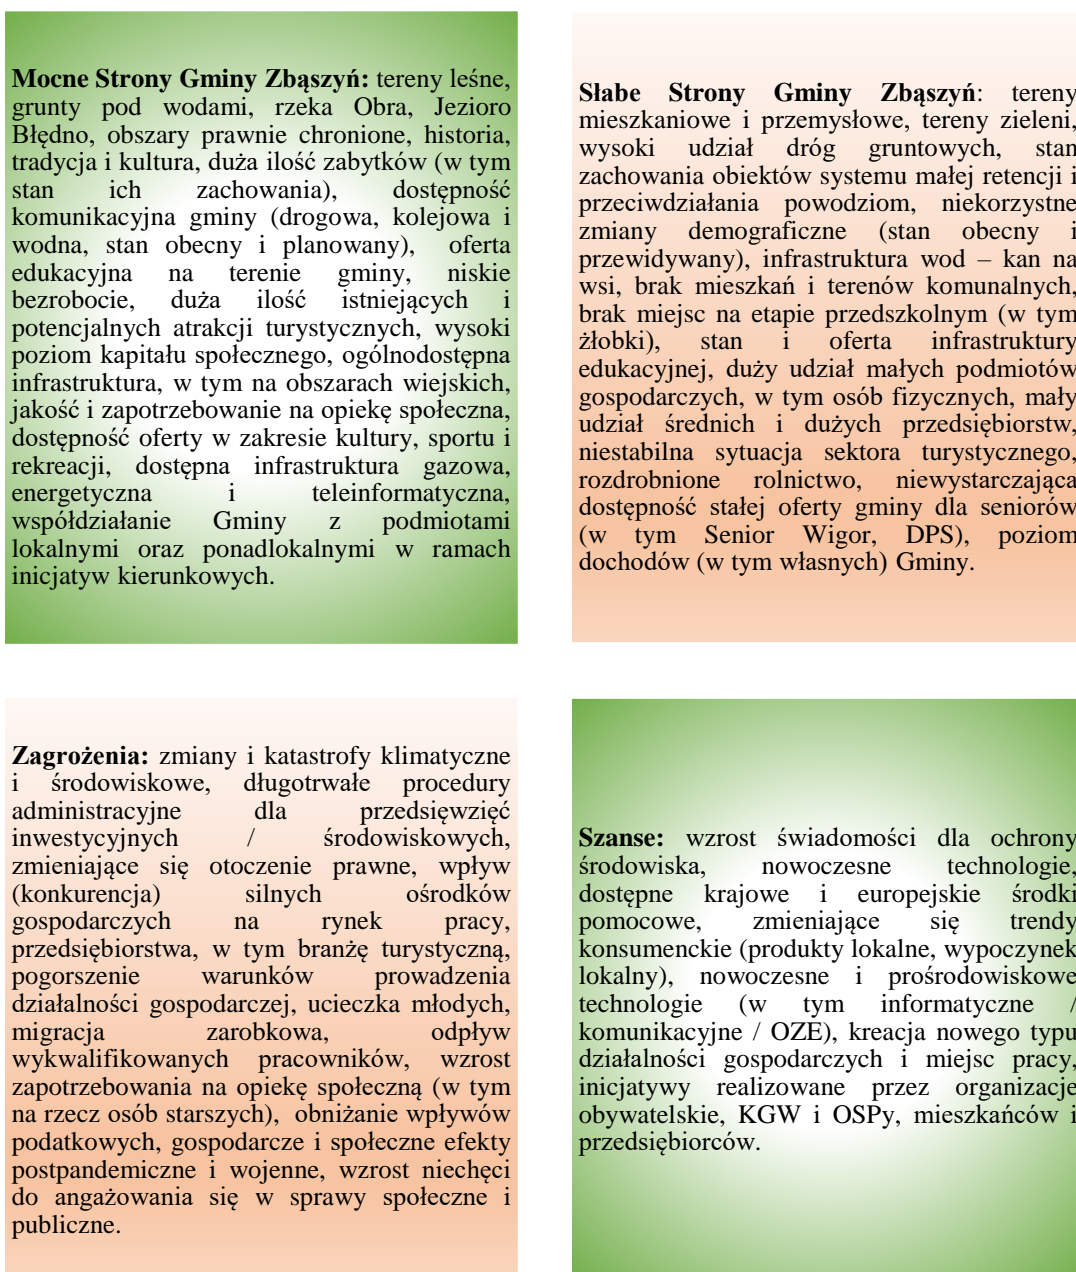 Mocne Strony Gminy Zbąszyń: tereny leśne,
grunty pod wodami, rzeka Obra, Jezioro
Błędno, obszary prawnie chronione, historia,
tradycja i kultura, duża ilość zabytków (w tym
stan ich zachowania), dostępność
komunikacyjna gminy (drogowa, kolejowa i
wodna, stan obecny i planowany), oferta
edukacyjna na terenie gminy, niskie
bezrobocie, duża ilość istniejących i
potencjalnych atrakcji turystycznych, wysoki
poziom kapitału społecznego, ogólnodostępna
infrastruktura, w tym na obszarach wiejskich,
jakość i zapotrzebowanie na opiekę społeczna,
dostępność oferty w zakresie kultury, sportu i
rekreacji, dostępna infrastruktura gazowa,
energetyczna i teleinformatyczna,
współdziałanie Gminy z podmiotami
lokalnymi oraz ponadlokalnymi w ramach
inicjatyw kierunkowych.
Słabe Strony Gminy Zbąszyń: tereny
mieszkaniowe i przemysłowe, tereny zieleni,
wysoki udział dróg gruntowych, stan
zachowania obiektów systemu małej retencji i
przeciwdziałania powodziom, niekorzystne
zmiany demograficzne (stan obecny i
przewidywany), infrastruktura wod – kan na
wsi, brak mieszkań i terenów komunalnych,
brak miejsc na etapie przedszkolnym (w tym
żłobki), stan i oferta infrastruktury
edukacyjnej, duży udział małych podmiotów
gospodarczych, w tym osób fizycznych, mały
udział średnich i dużych przedsiębiorstw,
niestabilna sytuacja sektora turystycznego,
rozdrobnione rolnictwo, niewystarczająca
dostępność stałej oferty gminy dla seniorów
(w tym Senior Wigor, DPS), poziom
dochodów (w tym własnych) Gminy.
Zagrożenia: zmiany i katastrofy klimatyczne
i środowiskowe, długotrwałe procedury
administracyjne dla przedsięwzięć
inwestycyjnych / środowiskowych,
zmieniające się otoczenie prawne, wpływ
(konkurencja) silnych ośrodków
gospodarczych na rynek pracy,
przedsiębiorstwa, w tym branżę turystyczną,
pogorszenie warunków prowadzenia
działalności gospodarczej, ucieczka młodych,
migracja zarobkowa, odpływ
wykwalifikowanych pracowników, wzrost
zapotrzebowania na opiekę społeczną (w tym
na rzecz osób starszych), obniżanie wpływów
podatkowych, gospodarcze i społeczne efekty
postpandemiczne i wojenne, wzrost niechęci
do angażowania się w sprawy społeczne i
publiczne.
Szanse: wzrost świadomości dla ochrony
środowiska, nowoczesne technologie,
dostępne krajowe i europejskie środki
pomocowe, zmieniające się trendy
konsumenckie (produkty lokalne, wypoczynek
lokalny), nowoczesne i prośrodowiskowe
technologie (w tym informatyczne /
komunikacyjne / OZE), kreacja nowego typu
działalności gospodarczych i miejsc pracy,
inicjatywy realizowane przez organizacje
obywatelskie, KGW i OSPy, mieszkańców i
przedsiębiorców.